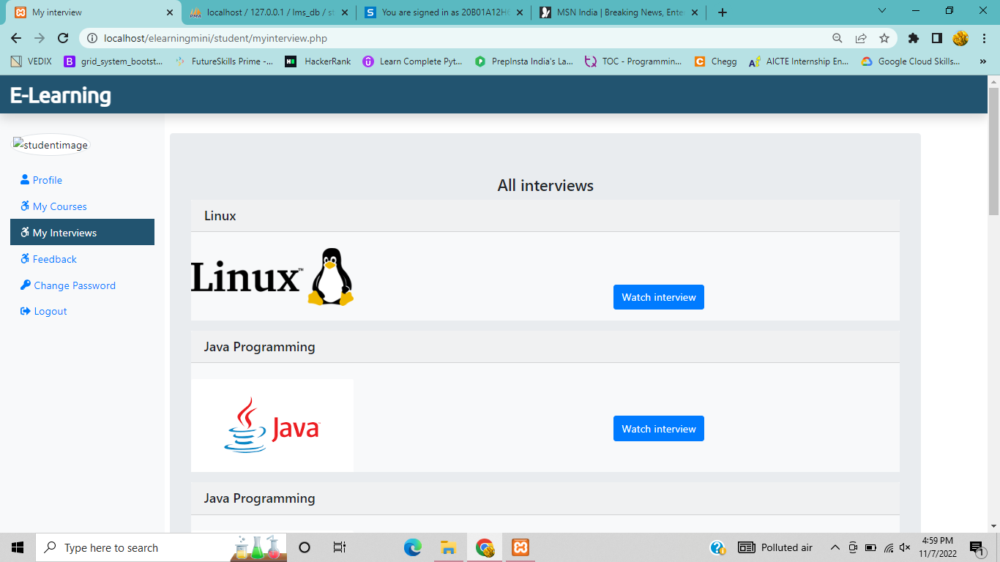 My interview
localhost / 127.0.0.1 / lms_db / st
You are signed in as 20B01A12H6
MSN India | Breaking News, Ente
localhost/elearningmini/student/myinterview.php
VEDIX
grid_system_bootst...
FutureSkills Prime -...
HackerRank
Learn Complete Pyt...
PrepInsta India's La...
TOC - Programmin...
Chegg
AICTE Internship En...
Google Cloud Skills...
E-Learning
studentimage
Profile
My Courses
My Interviews
Feedback
Change Password
Logout
All interviews
Linux
Linux™
Watch interview
Java Programming
Java
Watch interview
Java Programming
Type here to search
Polluted air
4:59 PM
11/7/2022
1